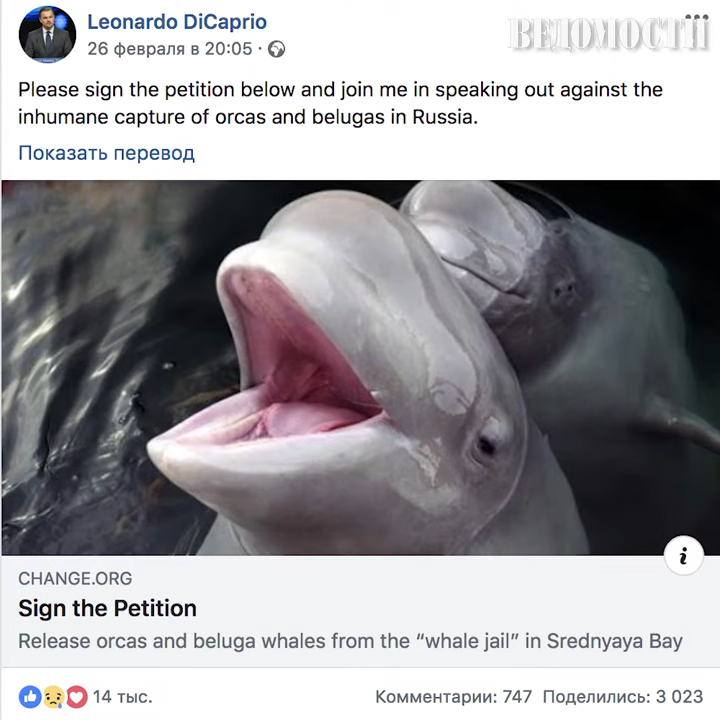 Leonardo DiCaprio
26 февраля в 20:05 ·
ВЕДОМОСТИ
Please sign the petition below and join me in speaking out against the
inhumane capture of orcas and belugas in Russia.
Показать перевод
i
CHANGE.ORG
Sign the Petition
Release orcas and beluga whales from the “whale jail” in Srednyaya Bay
14 тыс.
Комментарии: 747 Поделились: 3 023